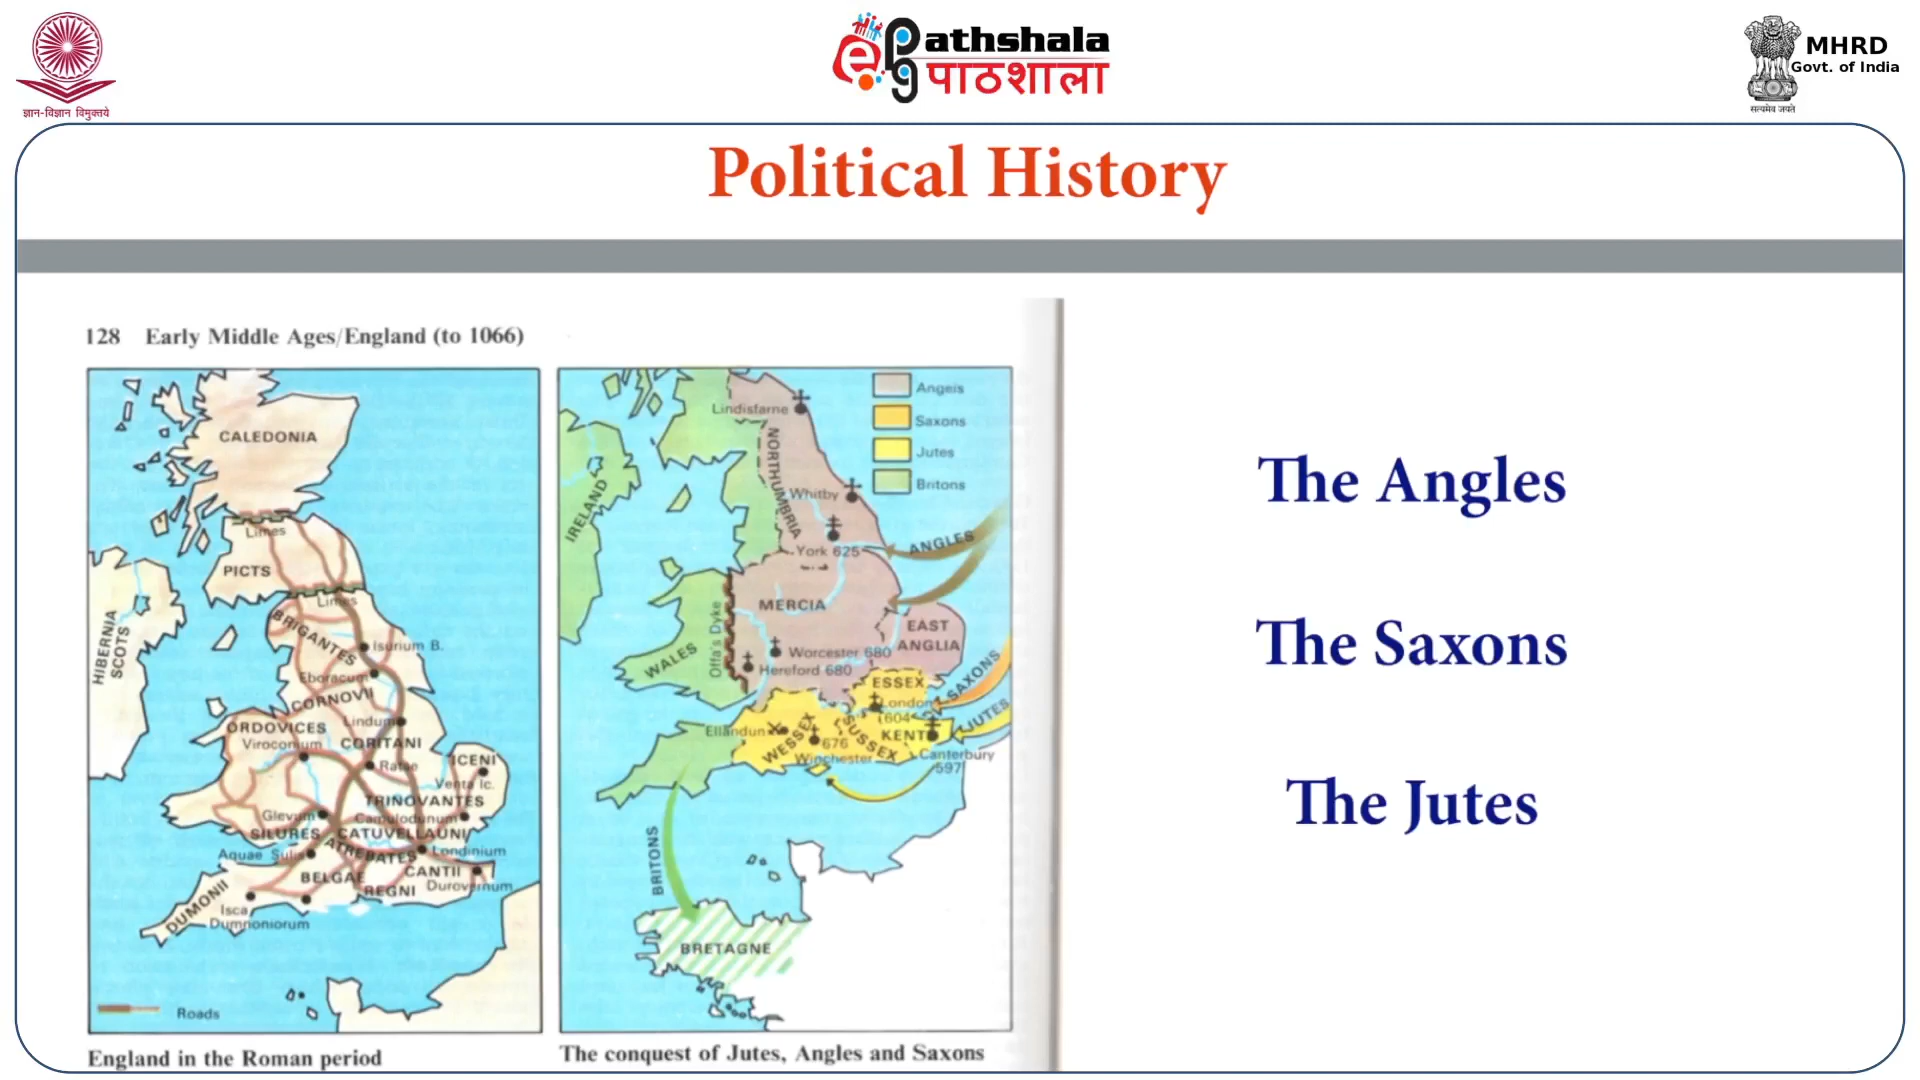 ज्ञान-विज्ञान विमुक्तये
ePathshala
पाठशाला
MHRD
Govt. of India
सत्यमेव जयते
Political History
128 Early Middle Ages/England (to 1066)
CALEDONIA
Limes
PICTS
Limes
HIBERNIA
SCOTS
BRIGANTES
Isurium B.
Eboracum
CORNOVII
ORDOVICES
Lindum
Viroconium
CORITANI
Ratae
ICENI
Venta Ic.
TRINOVANTES
Glevum
Camulodunum
SILURES
CATUVELLAUNI
Aquae Sulis
ATREBATES
Londinium
BELGAE
CANTII
REGNI
Durovernum
DUMONII
Isca
Dumnoniorum
Roads
England in the Roman period
Angels
Saxons
Jutes
Britons
Lindisfarne
NORTHUMBRIA
IRELAND
Whitby
York 625
ANGLES
MERCIA
EAST
ANGLIA
Offa's Dyke
WALES
Worcester 680
Hereford 680
SAXONS
ESSEX
London
(604
JUTES
Ellandun
WESSEX
676
SUSSEX
KENT
Winchester
Canterbury
597
BRITONS
BRETAGNE
The conquest of Jutes, Angles and Saxons
The Angles
The Saxons
The Jutes